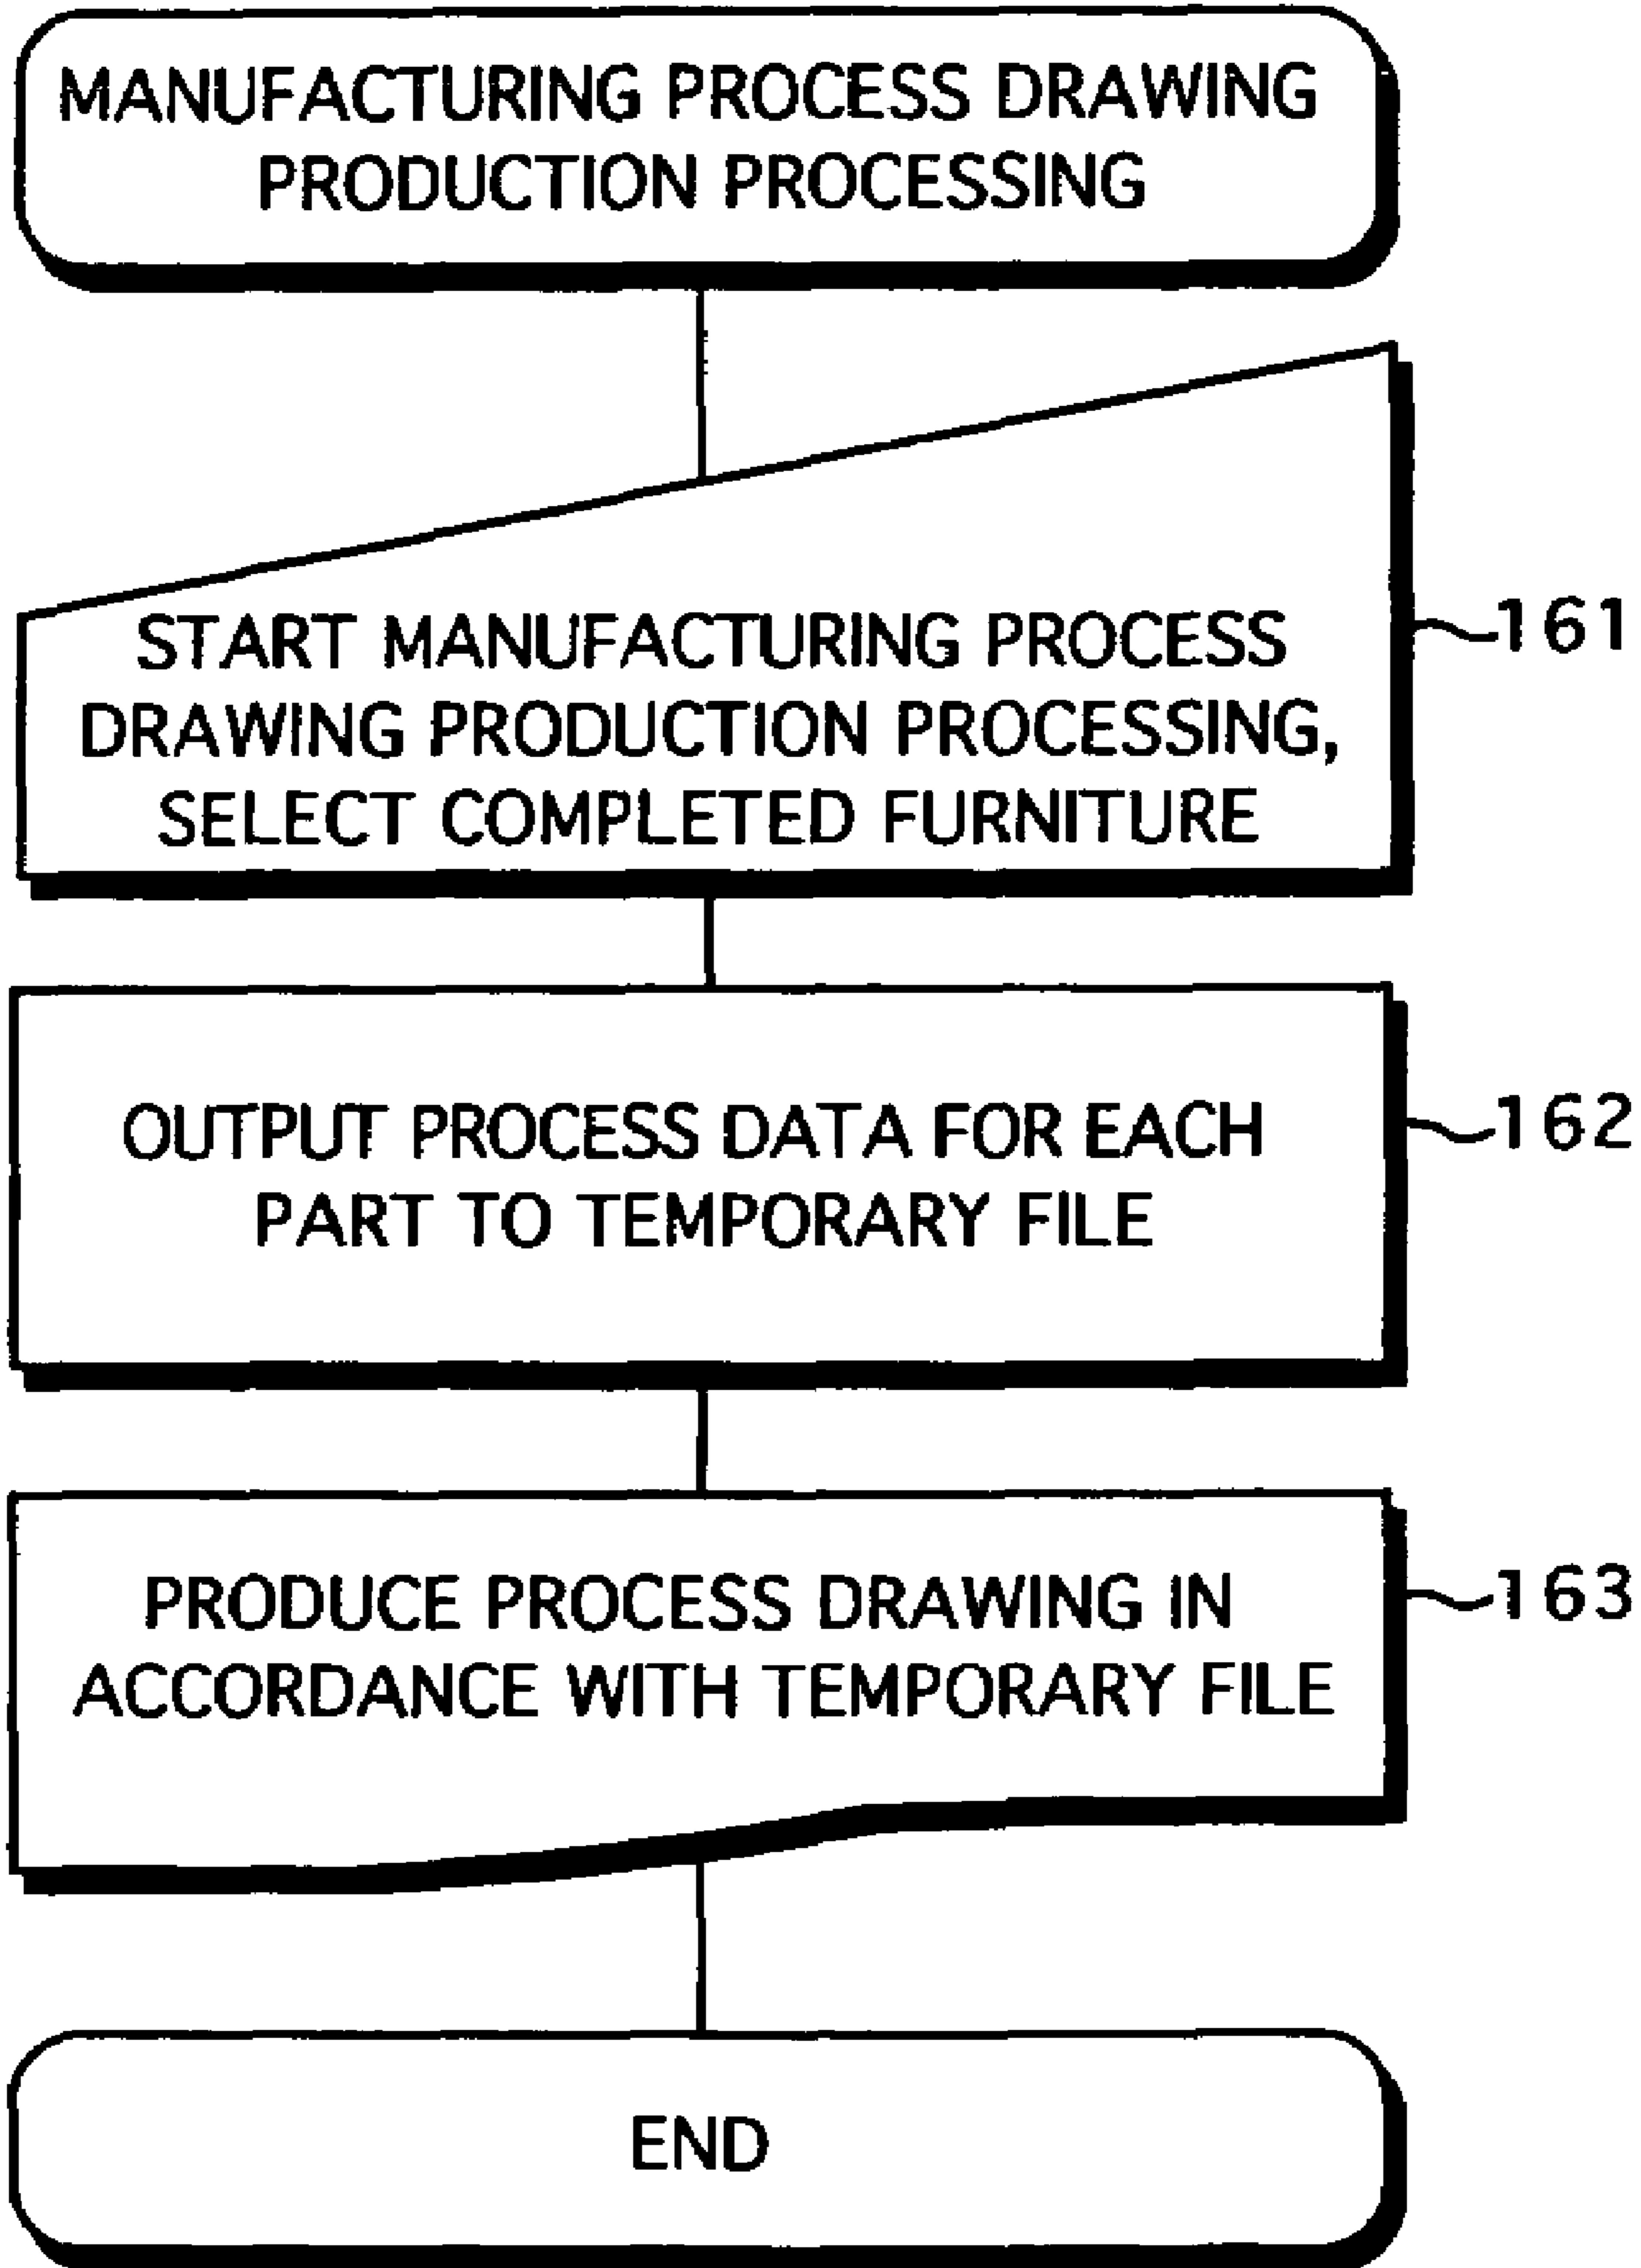 MANUFACTURING PROCESS DRAWING
PRODUCTION PROCESSING
START MANUFACTURING PROCESS
DRAWING PRODUCTION PROCESSING,
SELECT COMPLETED FURNITURE
161
OUTPUT PROCESS DATA FOR EACH
PART TO TEMPORARY FILE
162
PRODUCE PROCESS DRAWING IN
ACCORDANCE WITH TEMPORARY FILE
163
END